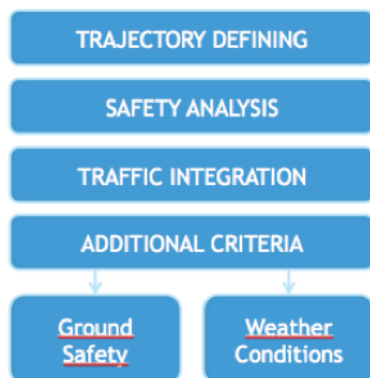 TRAJECTORY DEFINING
SAFETY ANALYSIS
TRAFFIC INTEGRATION
ADDITIONAL CRITERIA
Ground
Safety
Weather
Conditions